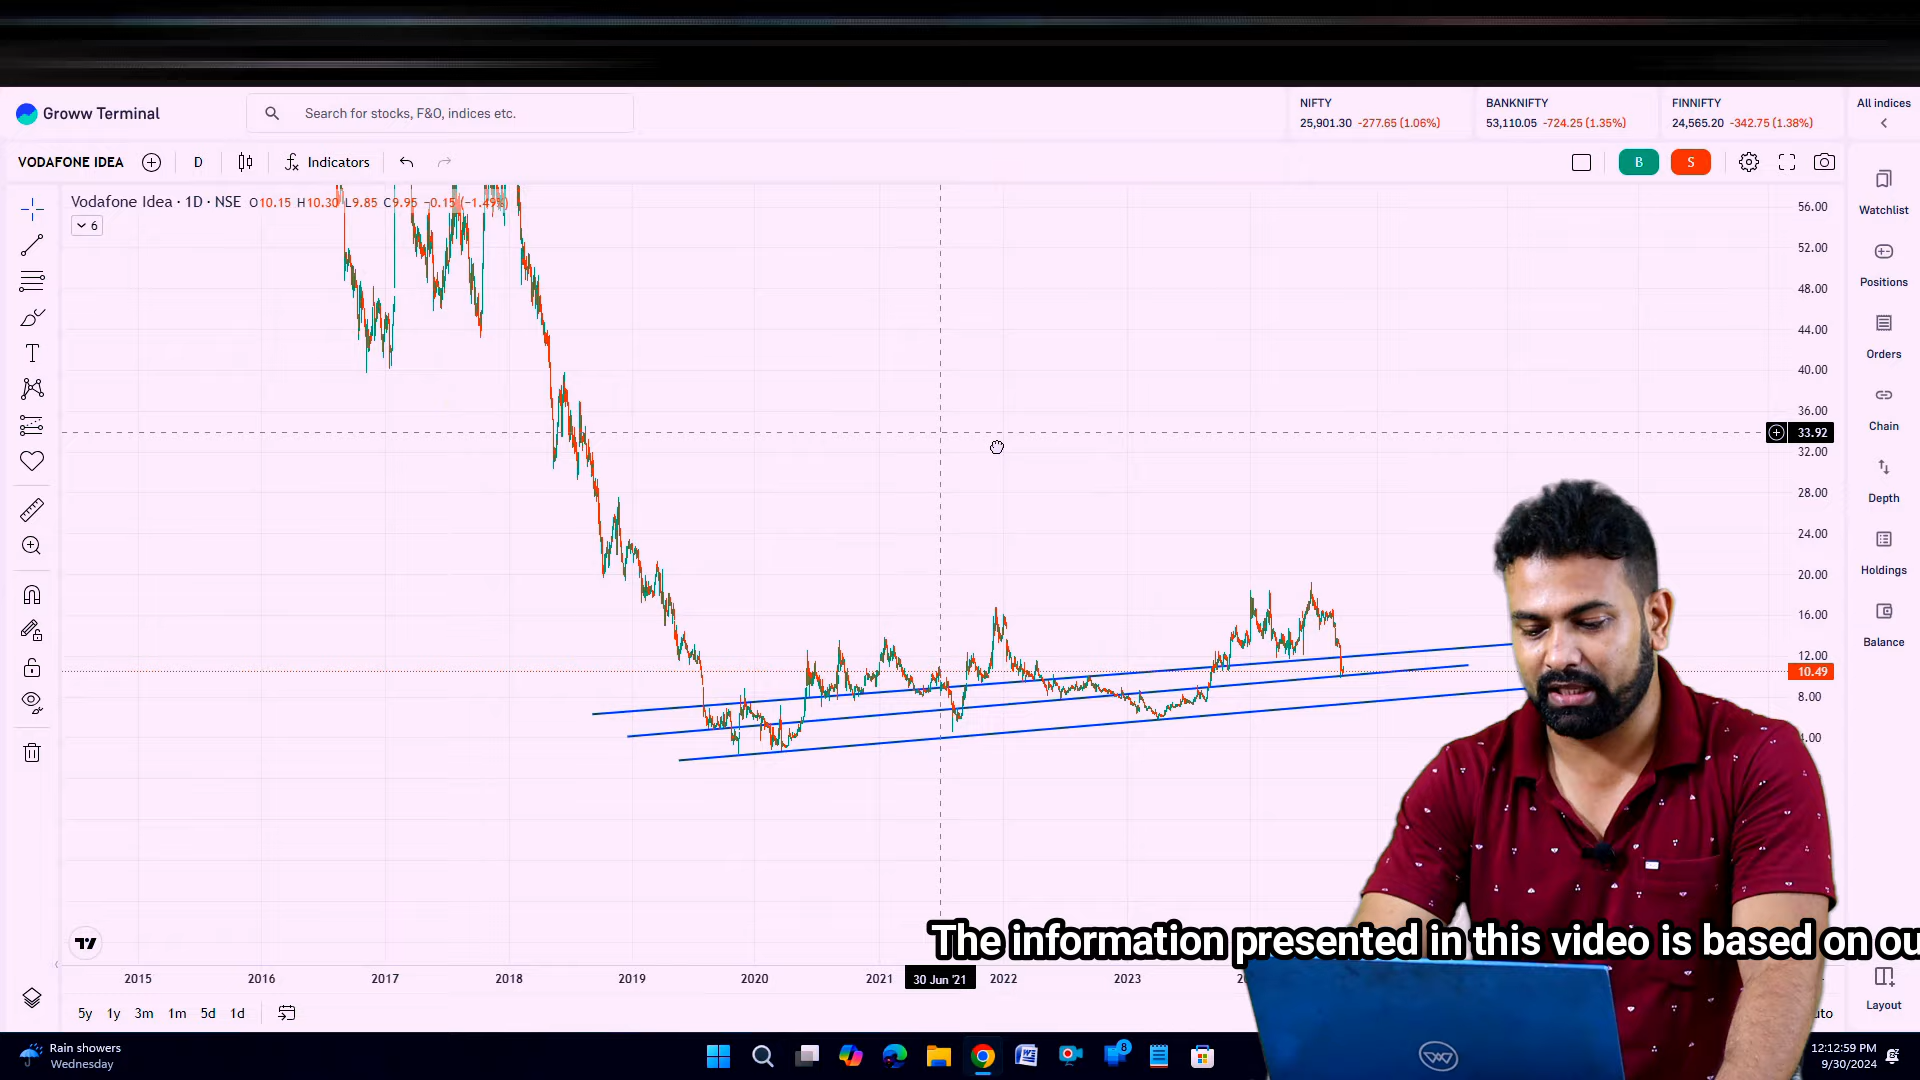 Groww Terminal
Search for stocks, F&O, indices etc.
NIFTY
25,901.30 -277.65 (1.06%)
BANKNIFTY
53,110.05 -724.25 (1.35%)
FINNIFTY
24,565.20 -342.75 (1.38%)
All indices
VODAFONE IDEA
D
Indicators
B
S
Vodafone Idea · 1D · NSE O10.15 H10.30 L9.85 C9.95 -0.15 (-1.49%)
6
56.00
52.00
48.00
44.00
40.00
36.00
33.92
32.00
28.00
24.00
20.00
16.00
12.00
10.49
8.00
4.00
Watchlist
Positions
Orders
Chain
Depth
Holdings
Balance
Layout
The information presented in this video is based on ou
2015 2016 2017 2018 2019 2020 2021 30 Jun '21 2022 2023
5y 1y 3m 1m 5d 1d
Rain showers
Wednesday
8
12:12:59 PM
9/30/2024